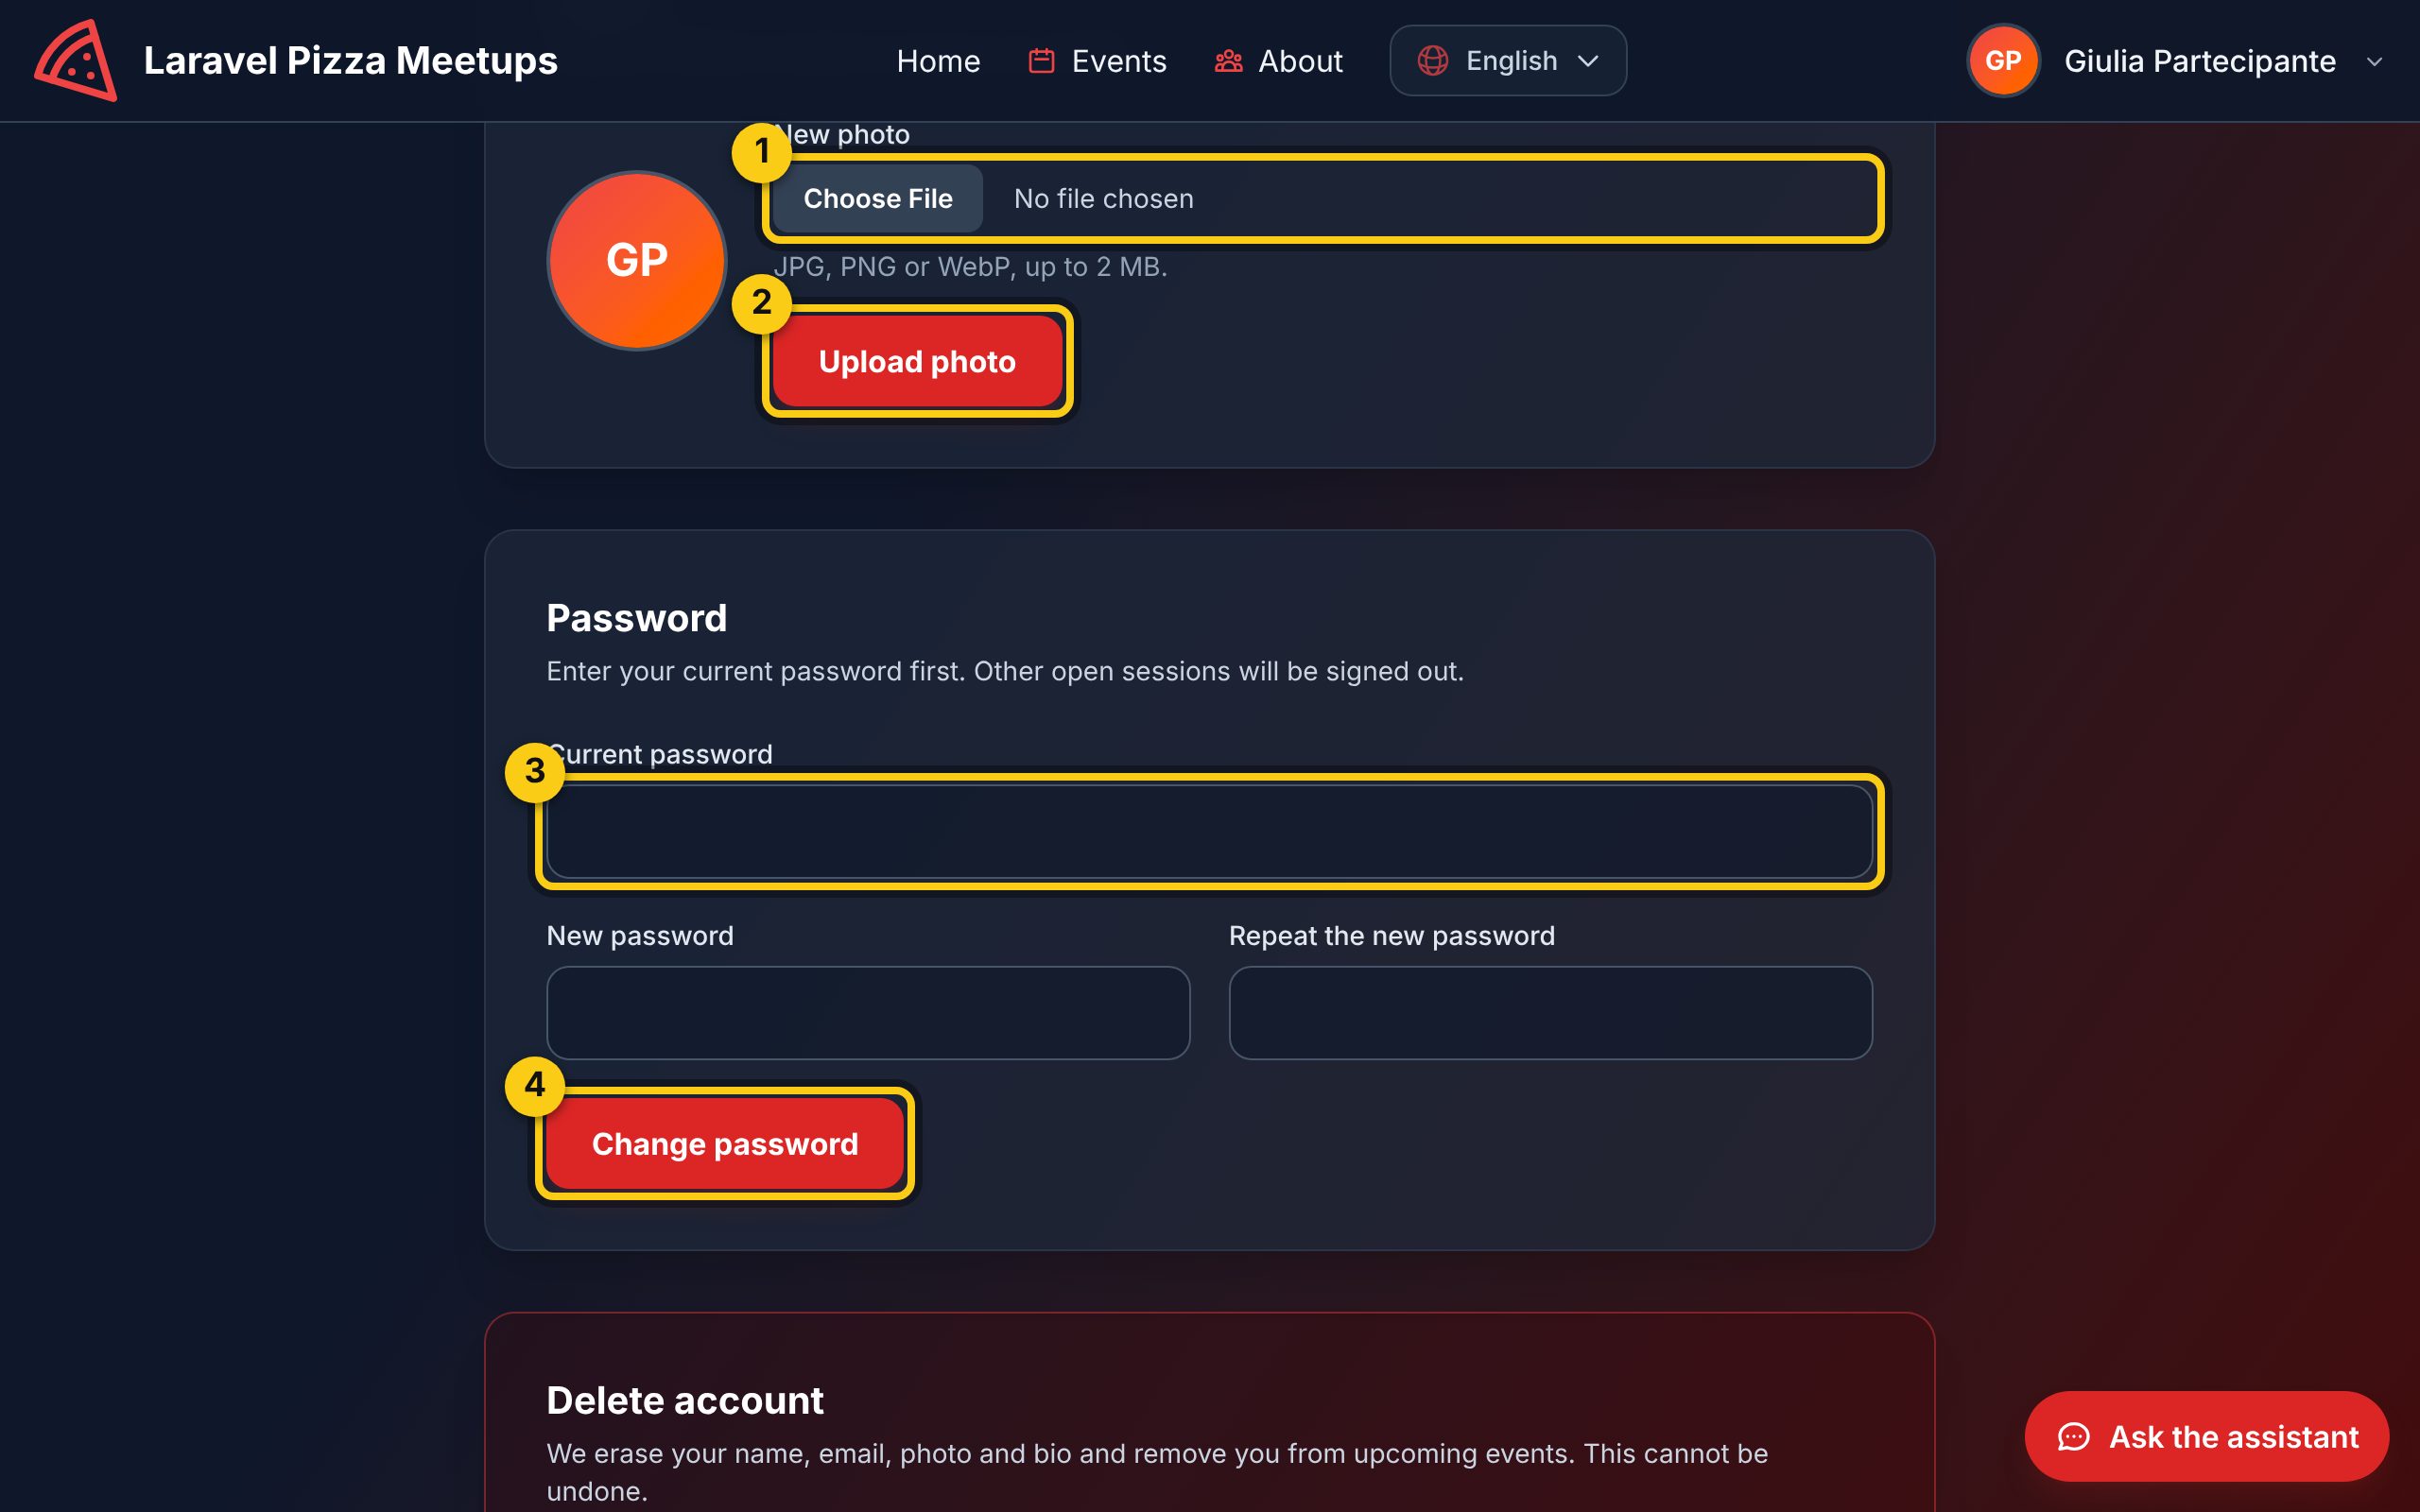 Laravel Pizza Meetups
Home
Events
About
English
GP
Giulia Partecipante
1
New photo
Choose File
No file chosen
GP
JPG, PNG or WebP, up to 2 MB.
2
Upload photo
Password
Enter your current password first. Other open sessions will be signed out.
3
Current password
New password
Repeat the new password
4
Change password
Delete account
We erase your name, email, photo and bio and remove you from upcoming events. This cannot be
undone.
Ask the assistant